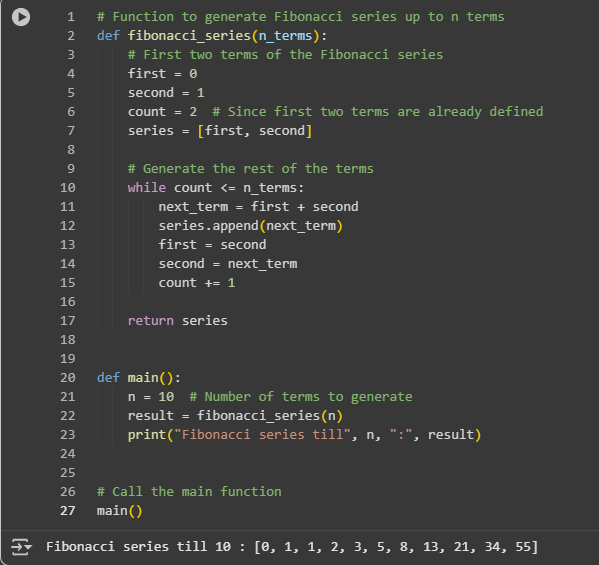 1 # Function to generate Fibonacci series up to n terms
2 def fibonacci_series(n_terms):
3     # First two terms of the Fibonacci series
4     first = 0
5     second = 1
6     count = 2  # Since first two terms are already defined
7     series = [first, second]
8
9     # Generate the rest of the terms
10     while count <= n_terms:
11         next_term = first + second
12         series.append(next_term)
13         first = second
14         second = next_term
15         count += 1
16
17     return series
18
19
20 def main():
21     n = 10  # Number of terms to generate
22     result = fibonacci_series(n)
23     print("Fibonacci series till", n, ":", result)
24
25
26 # Call the main function
27 main()
Fibonacci series till 10 : [0, 1, 1, 2, 3, 5, 8, 13, 21, 34, 55]